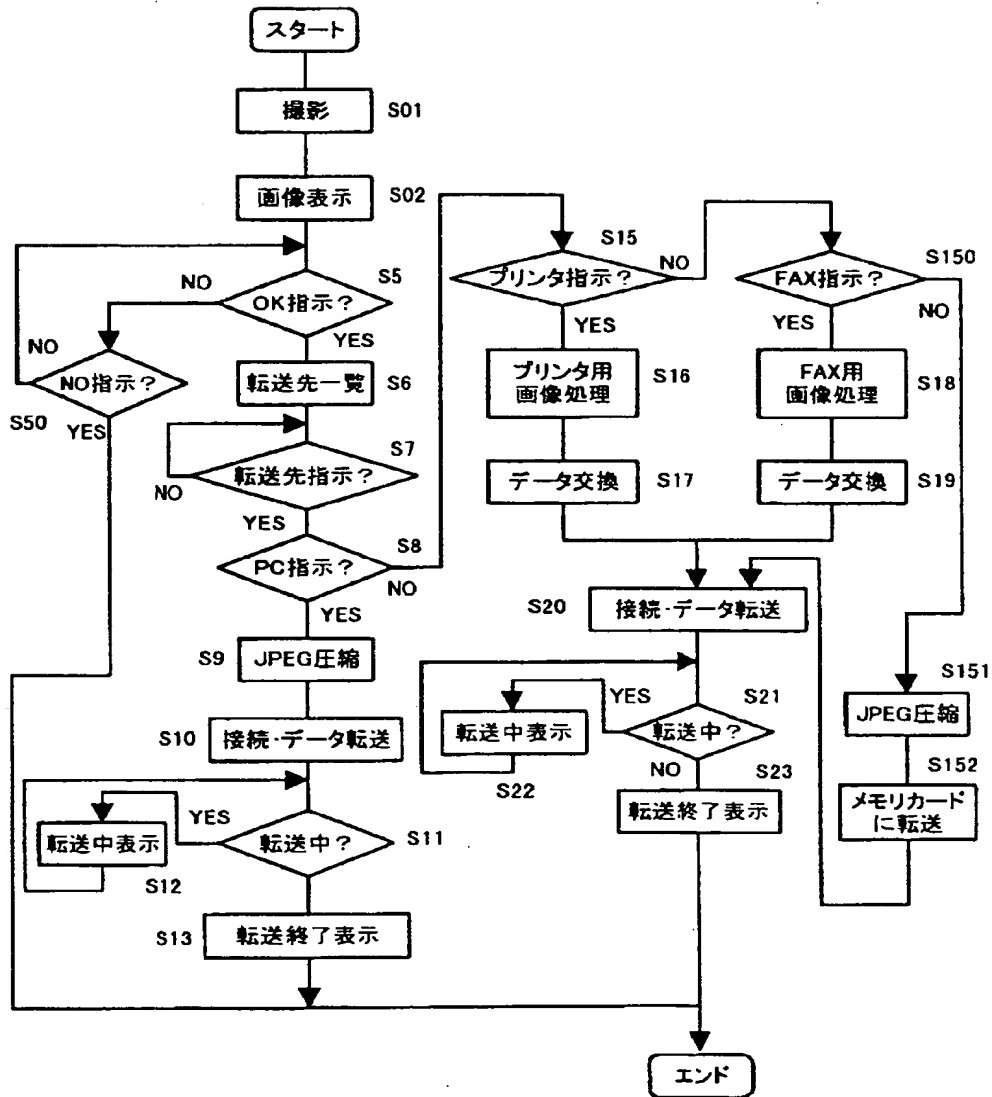 スタート
撮影 S01
画像表示 S02
S5
NO
OK指示?
YES
NO
NO指示?
S50
YES
転送先一覧 S6
S7
転送先指示?
NO
YES
S8
PC指示?
NO
YES
S9 JPEG圧縮
S10 接続・データ転送
YES
転送中表示
S12
転送中? S11
S13 転送終了表示
S15
プリンタ指示?
NO
YES
プリンタ用
画像処理
S16
データ交換 S17
S150
FAX指示?
NO
YES
FAX用
画像処理
S18
データ交換 S19
S20 接続・データ転送
YES
S21
転送中表示
S22
転送中?
NO
S23
転送終了表示
S151
JPEG圧縮
S152
メモリカード
に転送
エンド